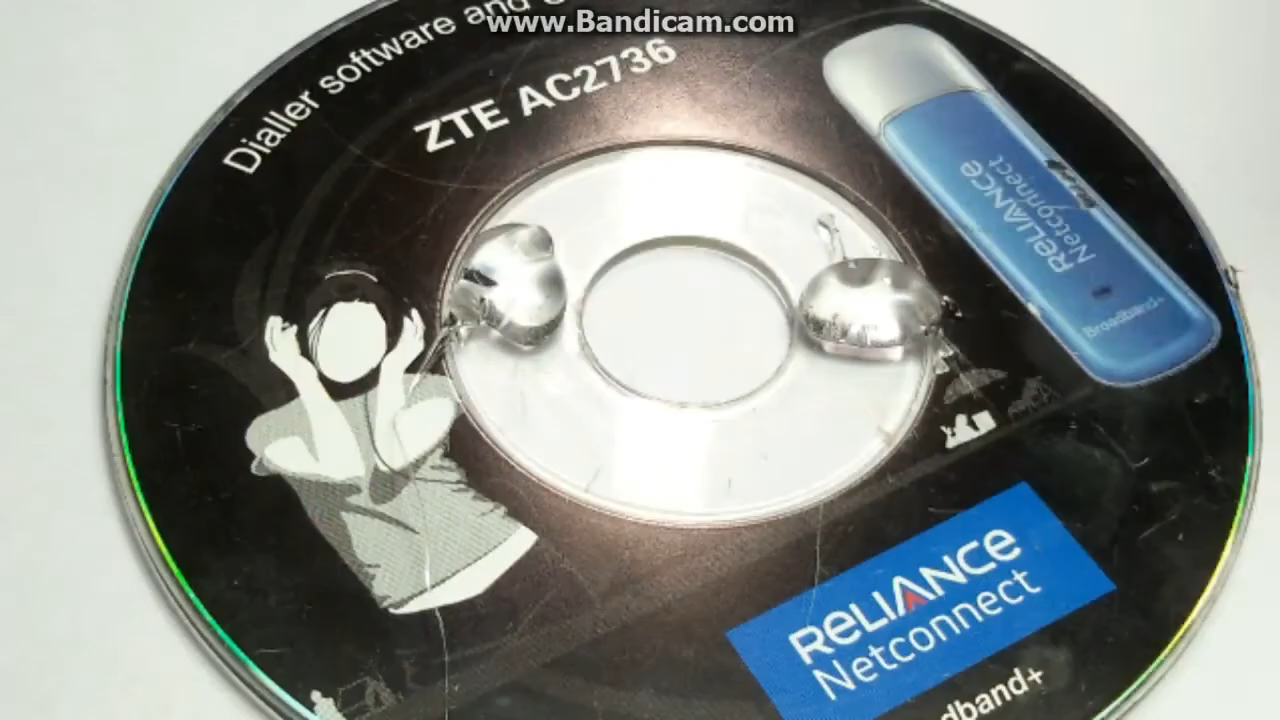 www.Bandicam.com
Dialler software and
ZTE AC2736
RELIANCE
Netconnect
Broadband+
RELIANCE
Netconnect
dband+